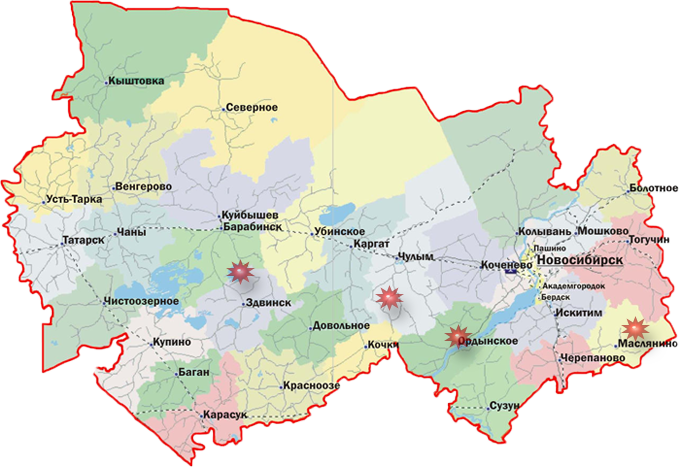 Кыштовка
Северное
Венгерово
Усть-Тарка
Болотное
Куйбышев
Барабинск
Чаны
Татарск
Убинское
Каргат
Колывань
Мошково
Тогучин
Пашино
Чулым
Коченево
Новосибирск
Академгородок
Бердск
Чистоозерное
Здвинск
Искитим
Довольное
Ордынское
Купино
Кочки
Маслянино
Черепаново
Баган
Красноозе
Сузун
Карасук